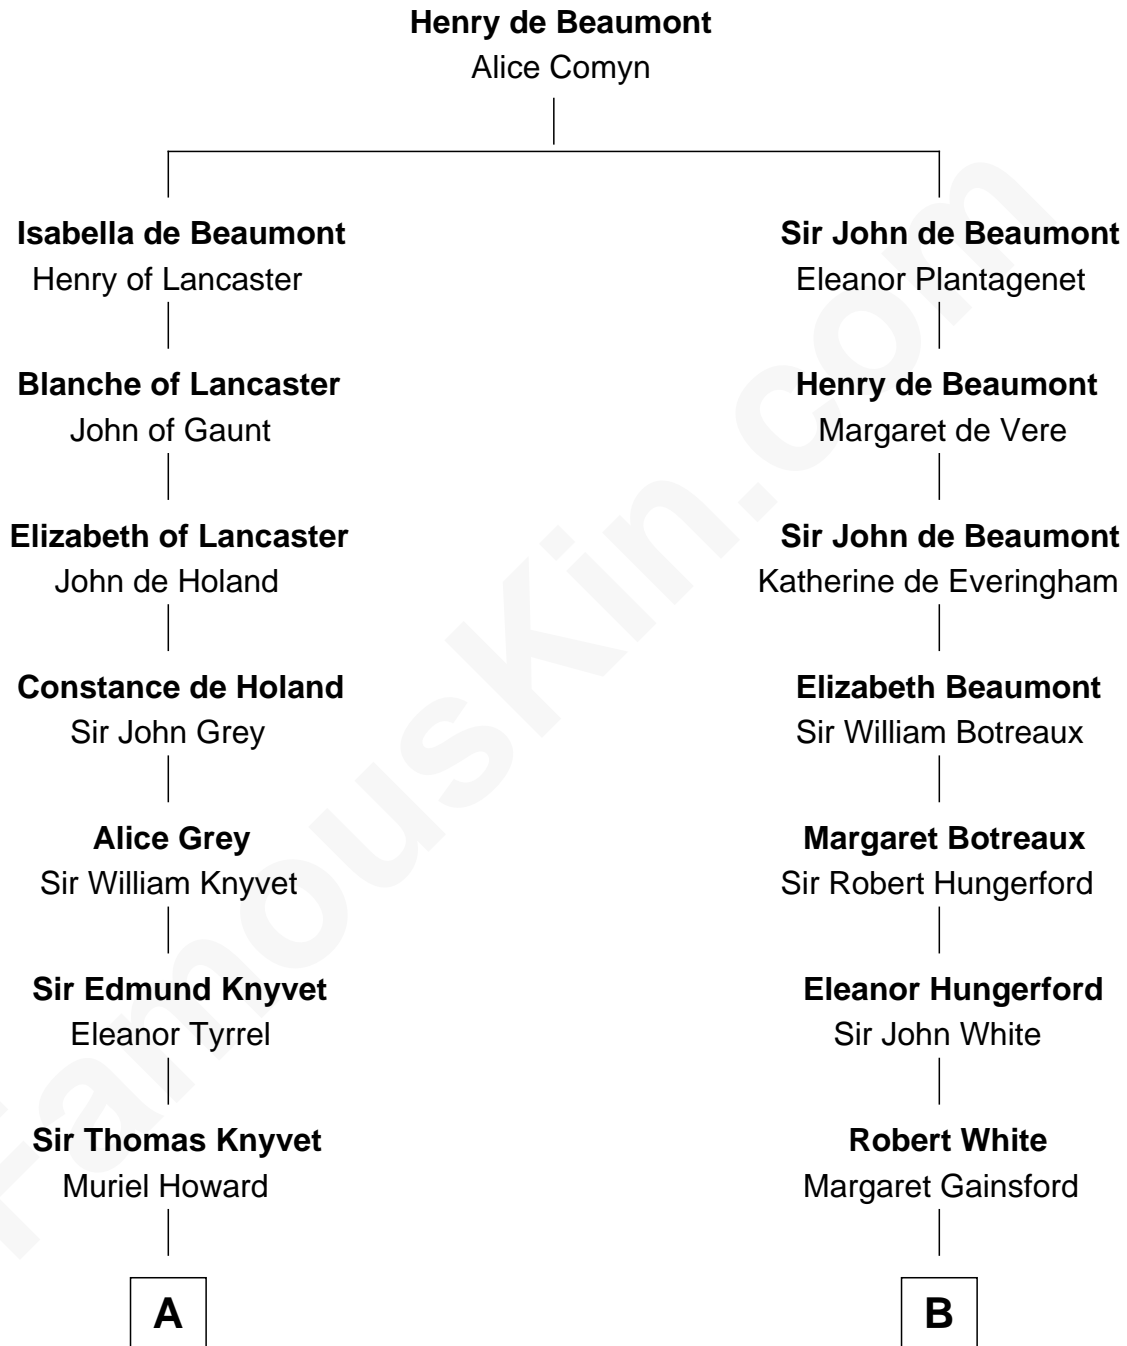 Henry de Beaumont
Alice Comyn
Isabella de Beaumont
Henry of Lancaster
Sir John de Beaumont
Eleanor Plantagenet
Blanche of Lancaster
John of Gaunt
Henry de Beaumont
Margaret de Vere
Elizabeth of Lancaster
John de Holand
Sir John de Beaumont
Katherine de Everingham
Constance de Holand
Sir John Grey
Elizabeth Beaumont
Sir William Botreaux
Alice Grey
Sir William Knyvet
Margaret Botreaux
Sir Robert Hungerford
Sir Edmund Knyvet
Eleanor Tyrrel
Eleanor Hungerford
Sir John White
Sir Thomas Knyvet
Muriel Howard
Robert White
Margaret Gainsford
A
B
FamousKin.com